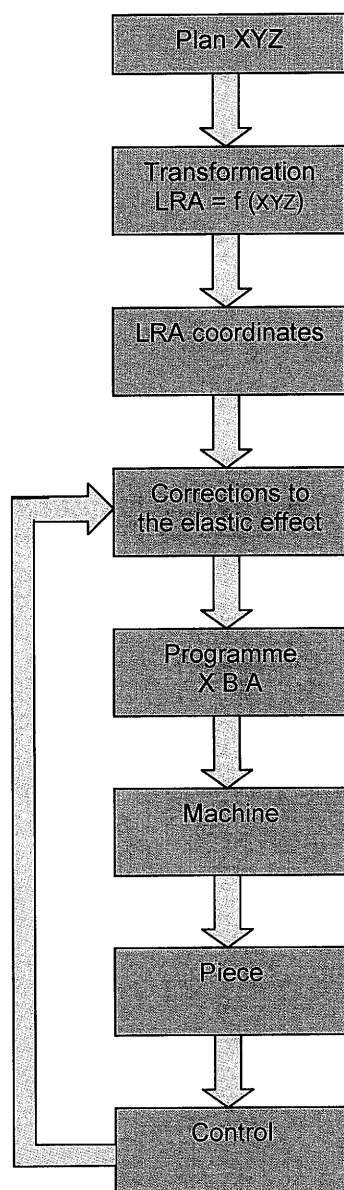 Plan XYZ
Transformation
LRA = f (XYZ)
LRA coordinates
Corrections to
the elastic effect
Programme
X B A
Machine
Piece
Control